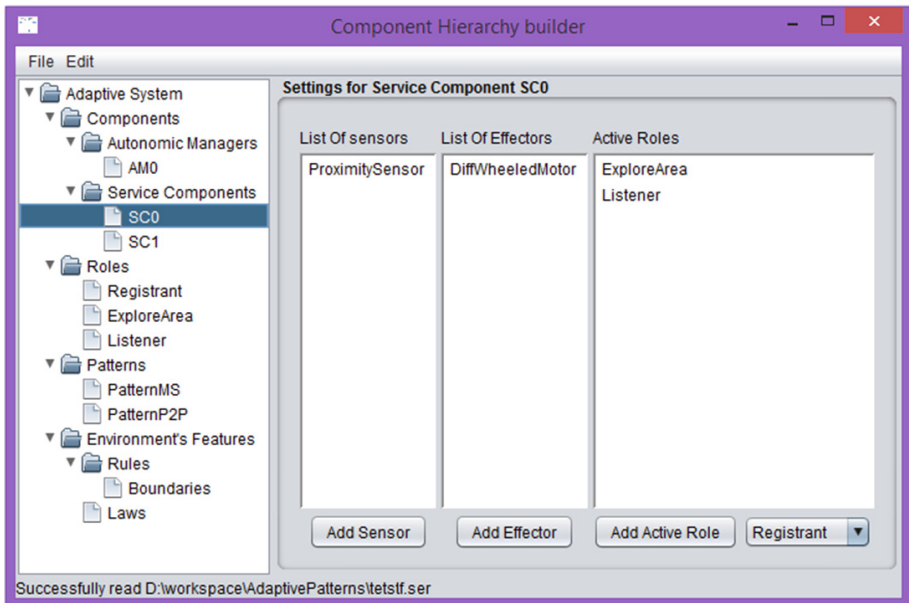 Component Hierarchy builder
File Edit
Adaptive System
Components
Autonomic Managers
AM0
Service Components
SC0
SC1
Roles
Registrant
ExploreArea
Listener
Patterns
PatternMS
PatternP2P
Environment's Features
Rules
Boundaries
Laws
Settings for Service Component SC0
List Of sensors List Of Effectors Active Roles
ProximitySensor DiffWheeledMotor ExploreArea
Listener
Add Sensor Add Effector Add Active Role Registrant
Successfully read D:\workspace\AdaptivePatterns\tetstf.ser